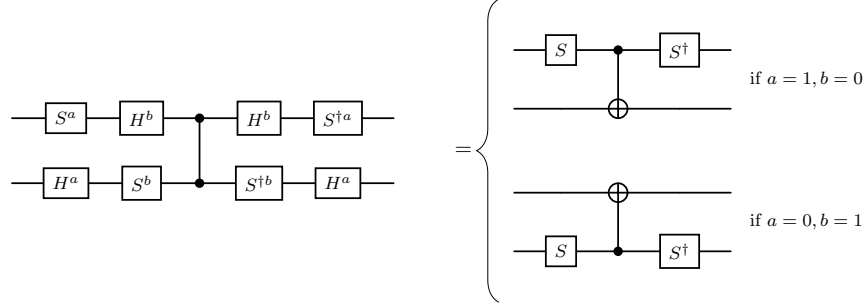 S^a H^b H^b S^{†a}
H^a S^b S^{†b} H^a
=
S S^†
if a = 1, b = 0
S S^†
if a = 0, b = 1